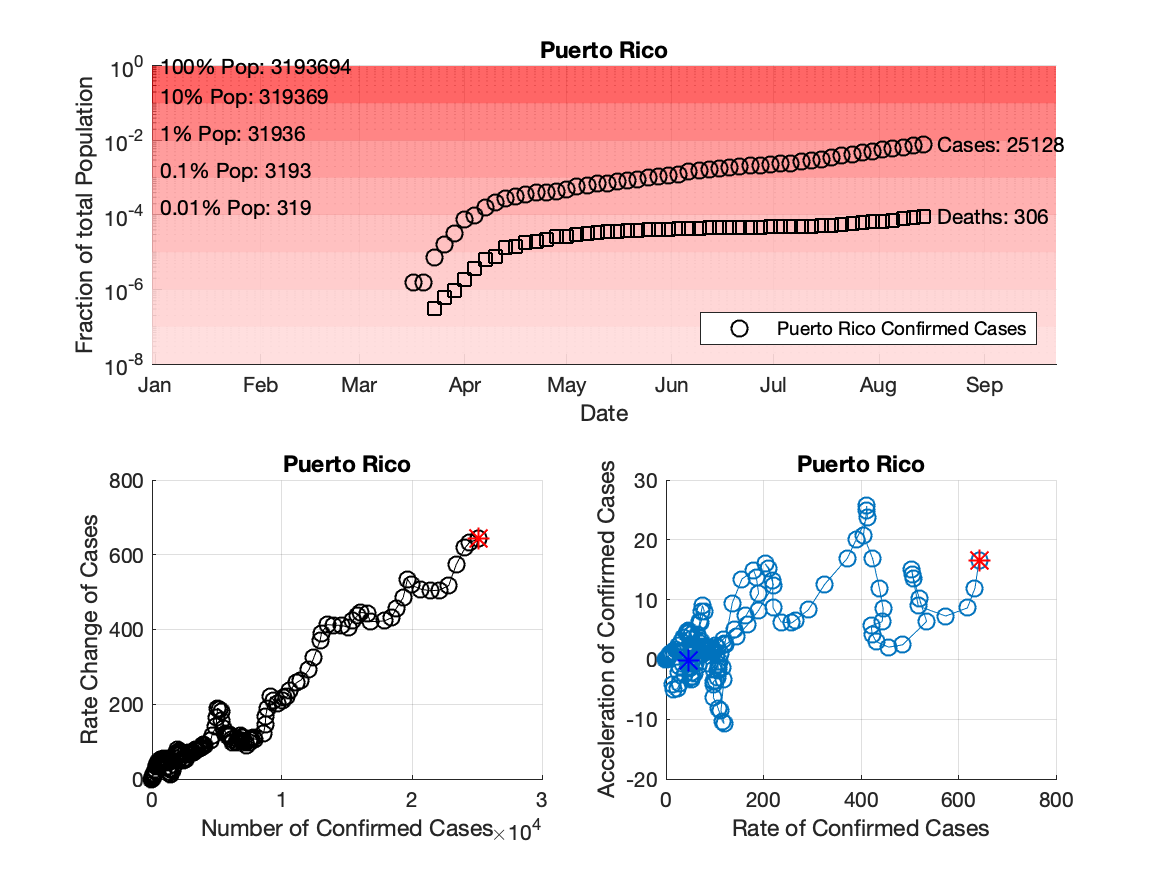 Puerto Rico
Fraction of total Population
10^0
10^-2
10^-4
10^-6
10^-8
100% Pop: 3193694
10% Pop: 319369
1% Pop: 31936
0.1% Pop: 3193
0.01% Pop: 319
Cases: 25128
Deaths: 306
Puerto Rico Confirmed Cases
Jan Feb Mar Apr May Jun Jul Aug Sep
Date
Puerto Rico
Rate Change of Cases
800
600
400
200
0
0 1 2 3
Number of Confirmed Cases ×10^4
Puerto Rico
Acceleration of Confirmed Cases
30
20
10
0
-10
-20
0 200 400 600 800
Rate of Confirmed Cases